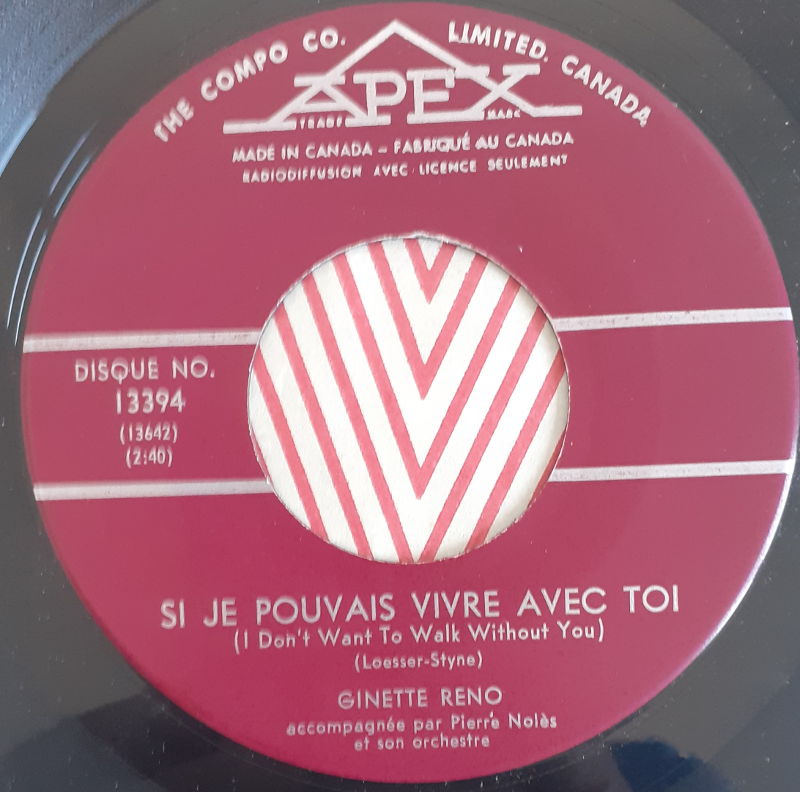 THE COMPO CO. LIMITED. CANADA
APEX
TRADE MARK
MADE IN CANADA – FABRIQUÉ AU CANADA
RADIODIFFUSION AVEC LICENCE SEULEMENT
DISQUE NO.
13394
(13642)
(2:40)
SI JE POUVAIS VIVRE AVEC TOI
(I Don't Want To Walk Without You)
(Loesser-Styne)
GINETTE RENO
accompagnée par Pierre Nolès
et son orchestre